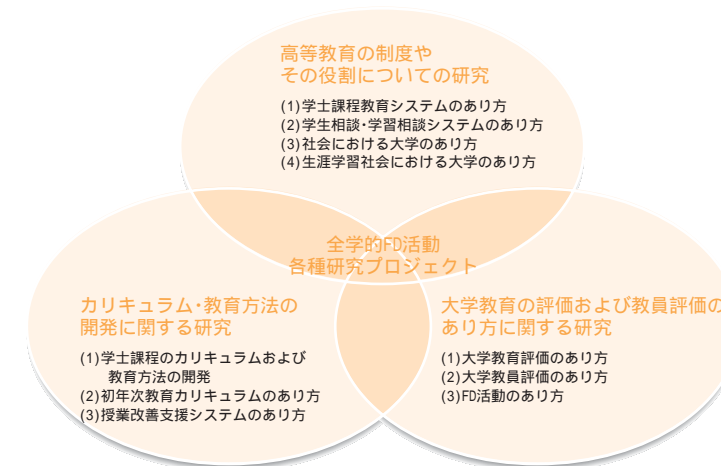 高等教育の制度や
その役割についての研究
(1)学士課程教育システムのあり方
(2)学生相談・学習相談システムのあり方
(3)社会における大学のあり方
(4)生涯学習社会における大学のあり方
全学的FD活動
各種研究プロジェクト
カリキュラム・教育方法の
開発に関する研究
(1)学士課程のカリキュラムおよび
教育方法の開発
(2)初年次教育カリキュラムのあり方
(3)授業改善支援システムのあり方
大学教育の評価および教員評価の
あり方に関する研究
(1)大学教育評価のあり方
(2)大学教員評価のあり方
(3)FD活動のあり方